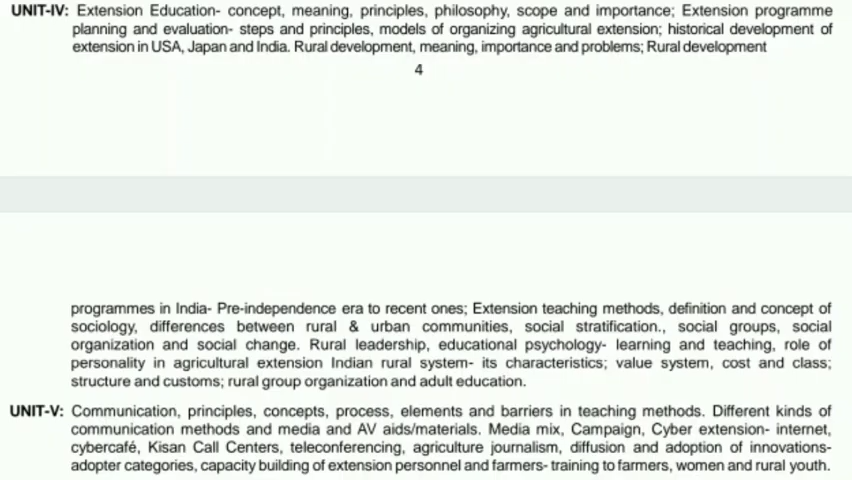 UNIT-IV: Extension Education- concept, meaning, principles, philosophy, scope and importance; Extension programme
planning and evaluation- steps and principles, models of organizing agricultural extension; historical development of
extension in USA, Japan and India. Rural development, meaning, importance and problems; Rural development
4
programmes in India- Pre-independence era to recent ones; Extension teaching methods, definition and concept of
sociology, differences between rural & urban communities, social stratification., social groups, social
organization and social change. Rural leadership, educational psychology- learning and teaching, role of
personality in agricultural extension Indian rural system- its characteristics; value system, cost and class;
structure and customs; rural group organization and adult education.
UNIT-V: Communication, principles, concepts, process, elements and barriers in teaching methods. Different kinds of
communication methods and media and AV aids/materials. Media mix, Campaign, Cyber extension- internet,
cybercafé, Kisan Call Centers, teleconferencing, agriculture journalism, diffusion and adoption of innovations-
adopter categories, capacity building of extension personnel and farmers- training to farmers, women and rural youth.